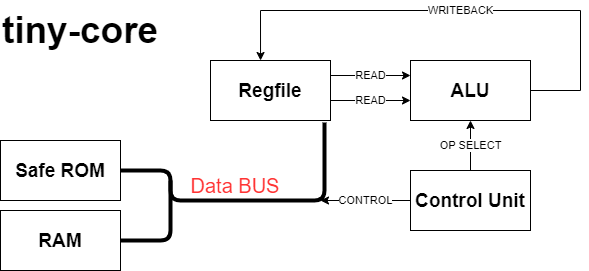 tiny-core
WRITEBACK
Regfile
READ
READ
ALU
OP SELECT
Safe ROM
Data BUS
CONTROL
Control Unit
RAM